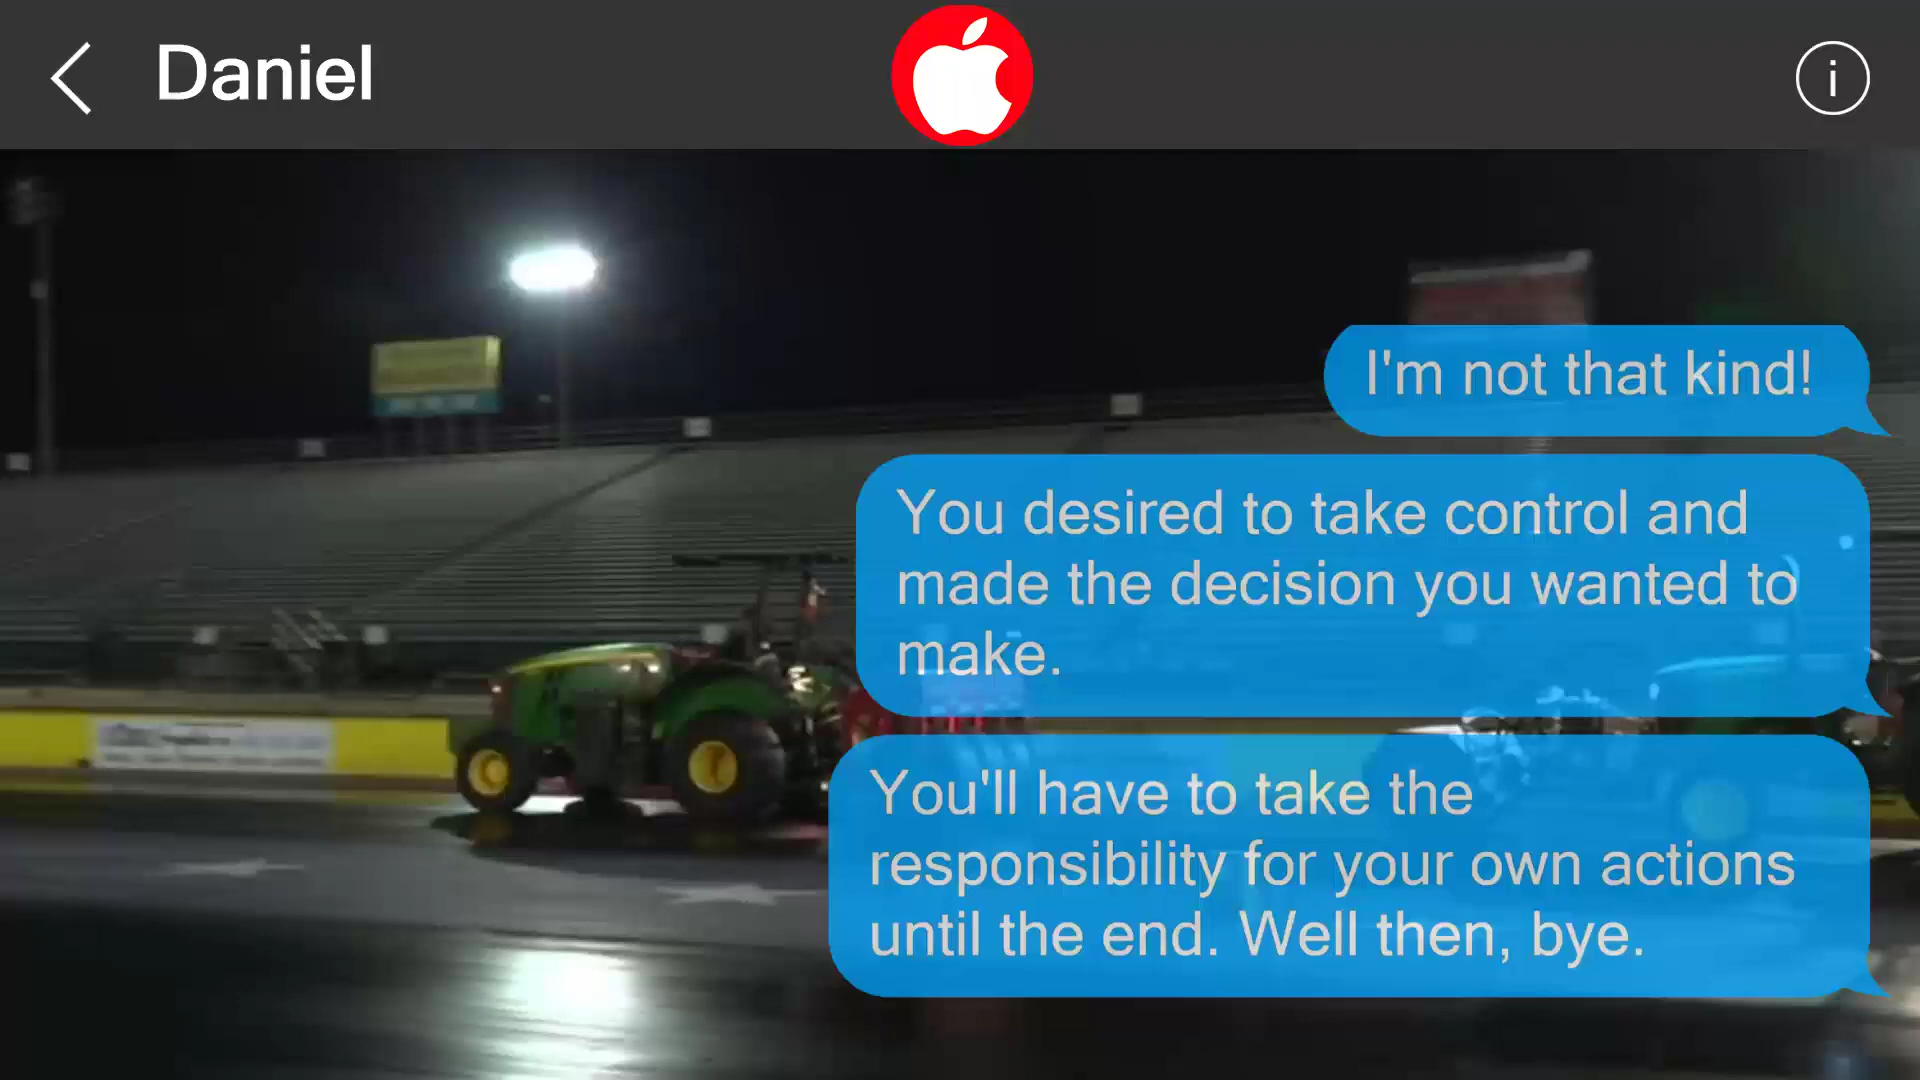 Daniel
I'm not that kind!
You desired to take control and
made the decision you wanted to
make.
You'll have to take the
responsibility for your own actions
until the end. Well then, bye.